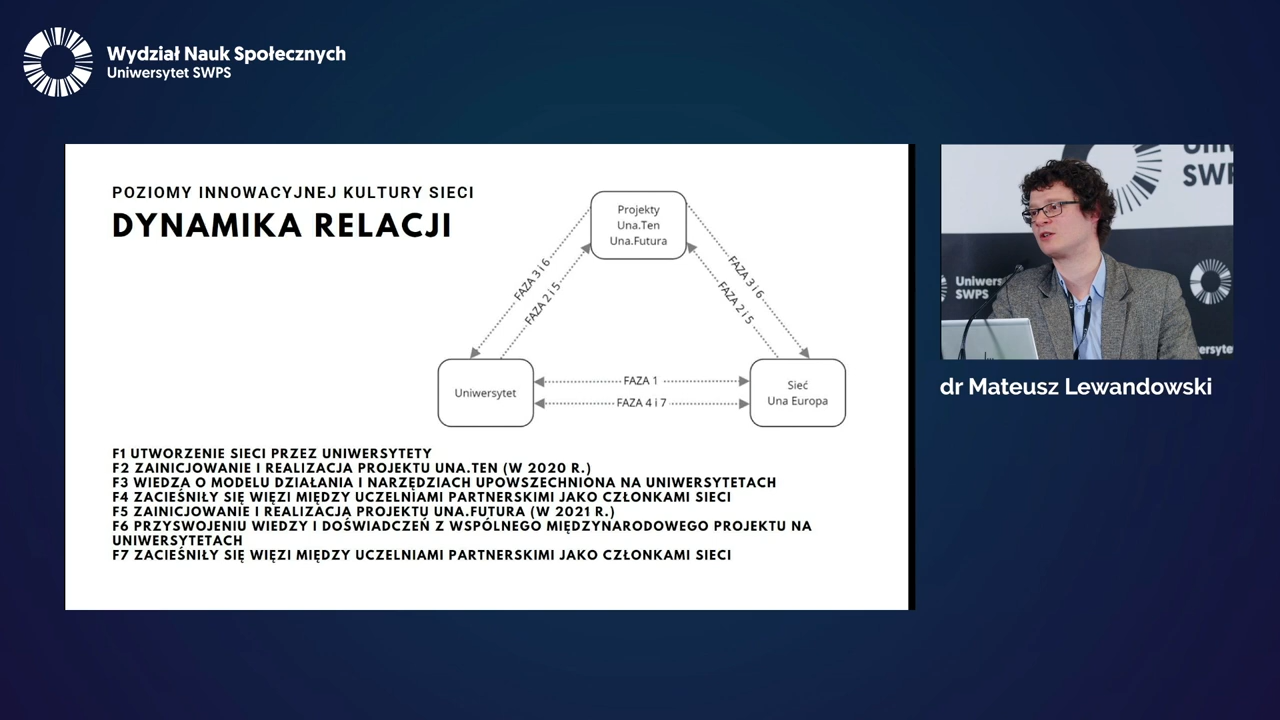 Wydział Nauk Społecznych
Uniwersytet SWPS
POZIOMY INNOWACYJNEJ KULTURY SIECI
DYNAMIKA RELACJI
Projekty
Una.Ten
Una.Futura
FAZA 3 i 6
FAZA 2 i 5
FAZA 3 i 6
FAZA 2 i 5
Uniwersytet
FAZA 1
FAZA 4 i 7
Sieć
Una Europa
F1 UTWORZENIE SIECI PRZEZ UNIWERSYTETY
F2 ZAINICJOWANIE I REALIZACJA PROJEKTU UNA.TEN (W 2020 R.)
F3 WIEDZA O MODELU DZIAŁANIA I NARZĘDZIACH UPOWSZECHNIONA NA UNIWERSYTETACH
F4 ZACIEŚNIŁY SIĘ WIĘZI MIĘDZY UCZELNIAMI PARTNERSKIMI JAKO CZŁONKAMI SIECI
F5 ZAINICJOWANIE I REALIZACJA PROJEKTU UNA.FUTURA (W 2021 R.)
F6 PRZYSWOJENIU WIEDZY I DOŚWIADCZEŃ Z WSPÓLNEGO MIĘDZYNARODOWEGO PROJEKTU NA
UNIWERSYTETACH
F7 ZACIEŚNIŁY SIĘ WIĘZI MIĘDZY UCZELNIAMI PARTNERSKIMI JAKO CZŁONKAMI SIECI
SWPS
Uniwers
SWPS
dr Mateusz Lewandowski